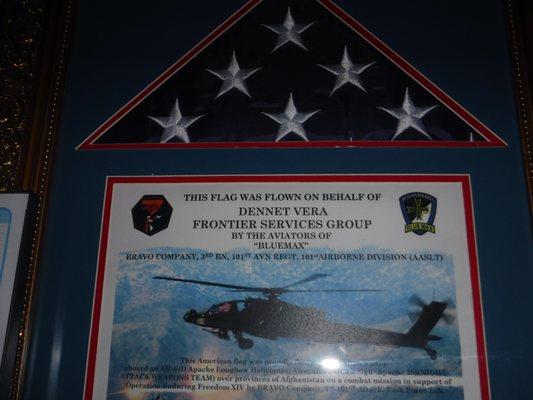 THIS FLAG WAS FLOWN ON BEHALF OF
DENNET VERA
FRONTIER SERVICES GROUP
BY THE AVIATORS OF
"BLUEMAX"
BRAVO COMPANY, 3RD BN, 101ST AVN REGT, 101ST AIRBORNE DIVISION (AASLT)
BLUE MAX
This American flag was proudly
aboard an AH-64D Apache Longbow Helicopter,
ATTACK WEAPONS TEAM) over provinces of Afghanistan on a combat mission in support of
Operation Enduring Freedom XIV by BRAVO Company,